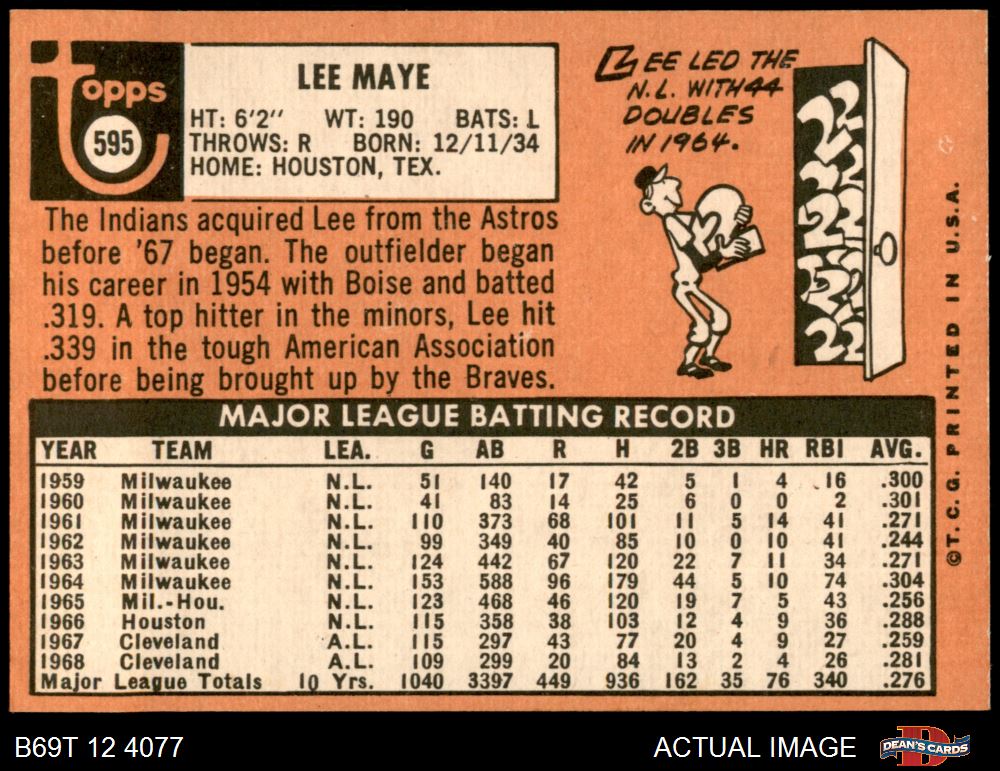 Topps
595
LEE MAYE
HT: 6'2" WT: 190 BATS: L
THROWS: R BORN: 12/11/34
HOME: HOUSTON, TEX.
The Indians acquired Lee from the Astros
before '67 began. The outfielder began
his career in 1954 with Boise and batted
.319. A top hitter in the minors, Lee hit
.339 in the tough American Association
before being brought up by the Braves.
LEE LED THE
N.L. WITH 44
DOUBLES
IN 1964.
2
22
22
22
22
22
MAJOR LEAGUE BATTING RECORD
YEAR TEAM LEA. G AB R H 2B 3B HR RBI AVG.
1959 Milwaukee N.L. 51 140 17 42 5 1 4 16 .300
1960 Milwaukee N.L. 41 83 14 25 6 0 0 2 .301
1961 Milwaukee N.L. 110 373 68 101 11 5 14 41 .271
1962 Milwaukee N.L. 99 349 40 85 10 0 10 41 .244
1963 Milwaukee N.L. 124 442 67 120 22 7 11 34 .271
1964 Milwaukee N.L. 153 588 96 179 44 5 10 74 .304
1965 Mil.-Hou. N.L. 123 468 46 120 19 7 5 43 .256
1966 Houston N.L. 115 358 38 103 12 4 9 36 .288
1967 Cleveland A.L. 115 297 43 77 20 4 9 27 .259
1968 Cleveland A.L. 109 299 20 84 13 2 4 26 .281
Major League Totals 10 Yrs. 1040 3397 449 936 162 35 76 340 .276
©T.C.G. PRINTED IN U.S.A.
B69T 12 4077
ACTUAL IMAGE
DEAN'S CARDS